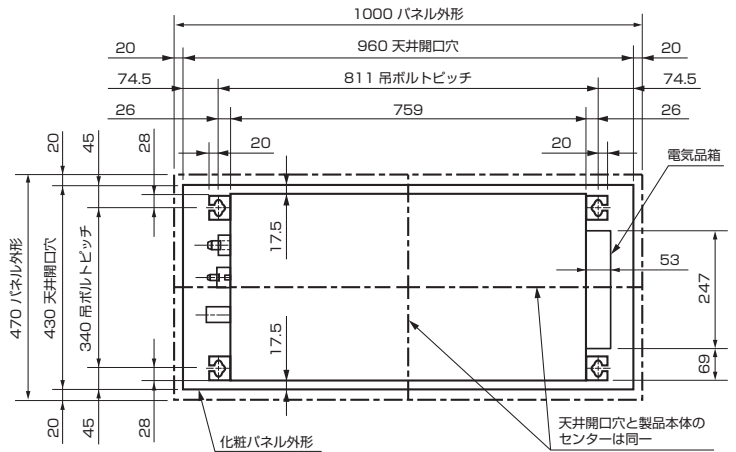 1000 パネル外形
20 960 天井開口穴 20
74.5 811 吊ボルトピッチ 74.5
26 759 26
20 45 28 20 20
電気品箱
470 パネル外形
430 天井開口穴
340 吊ボルトピッチ
17.5
53
247
17.5
69
20 45 28
化粧パネル外形
天井開口穴と製品本体の
センターは同一